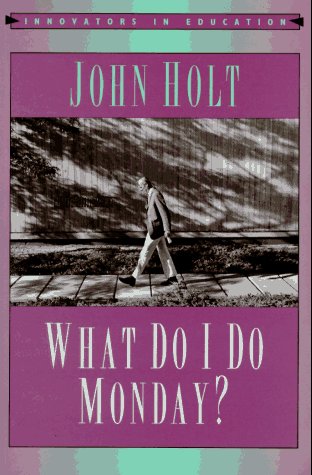 INNOVATORS IN EDUCATION
JOHN HOLT
WHAT DO I DO
MONDAY?